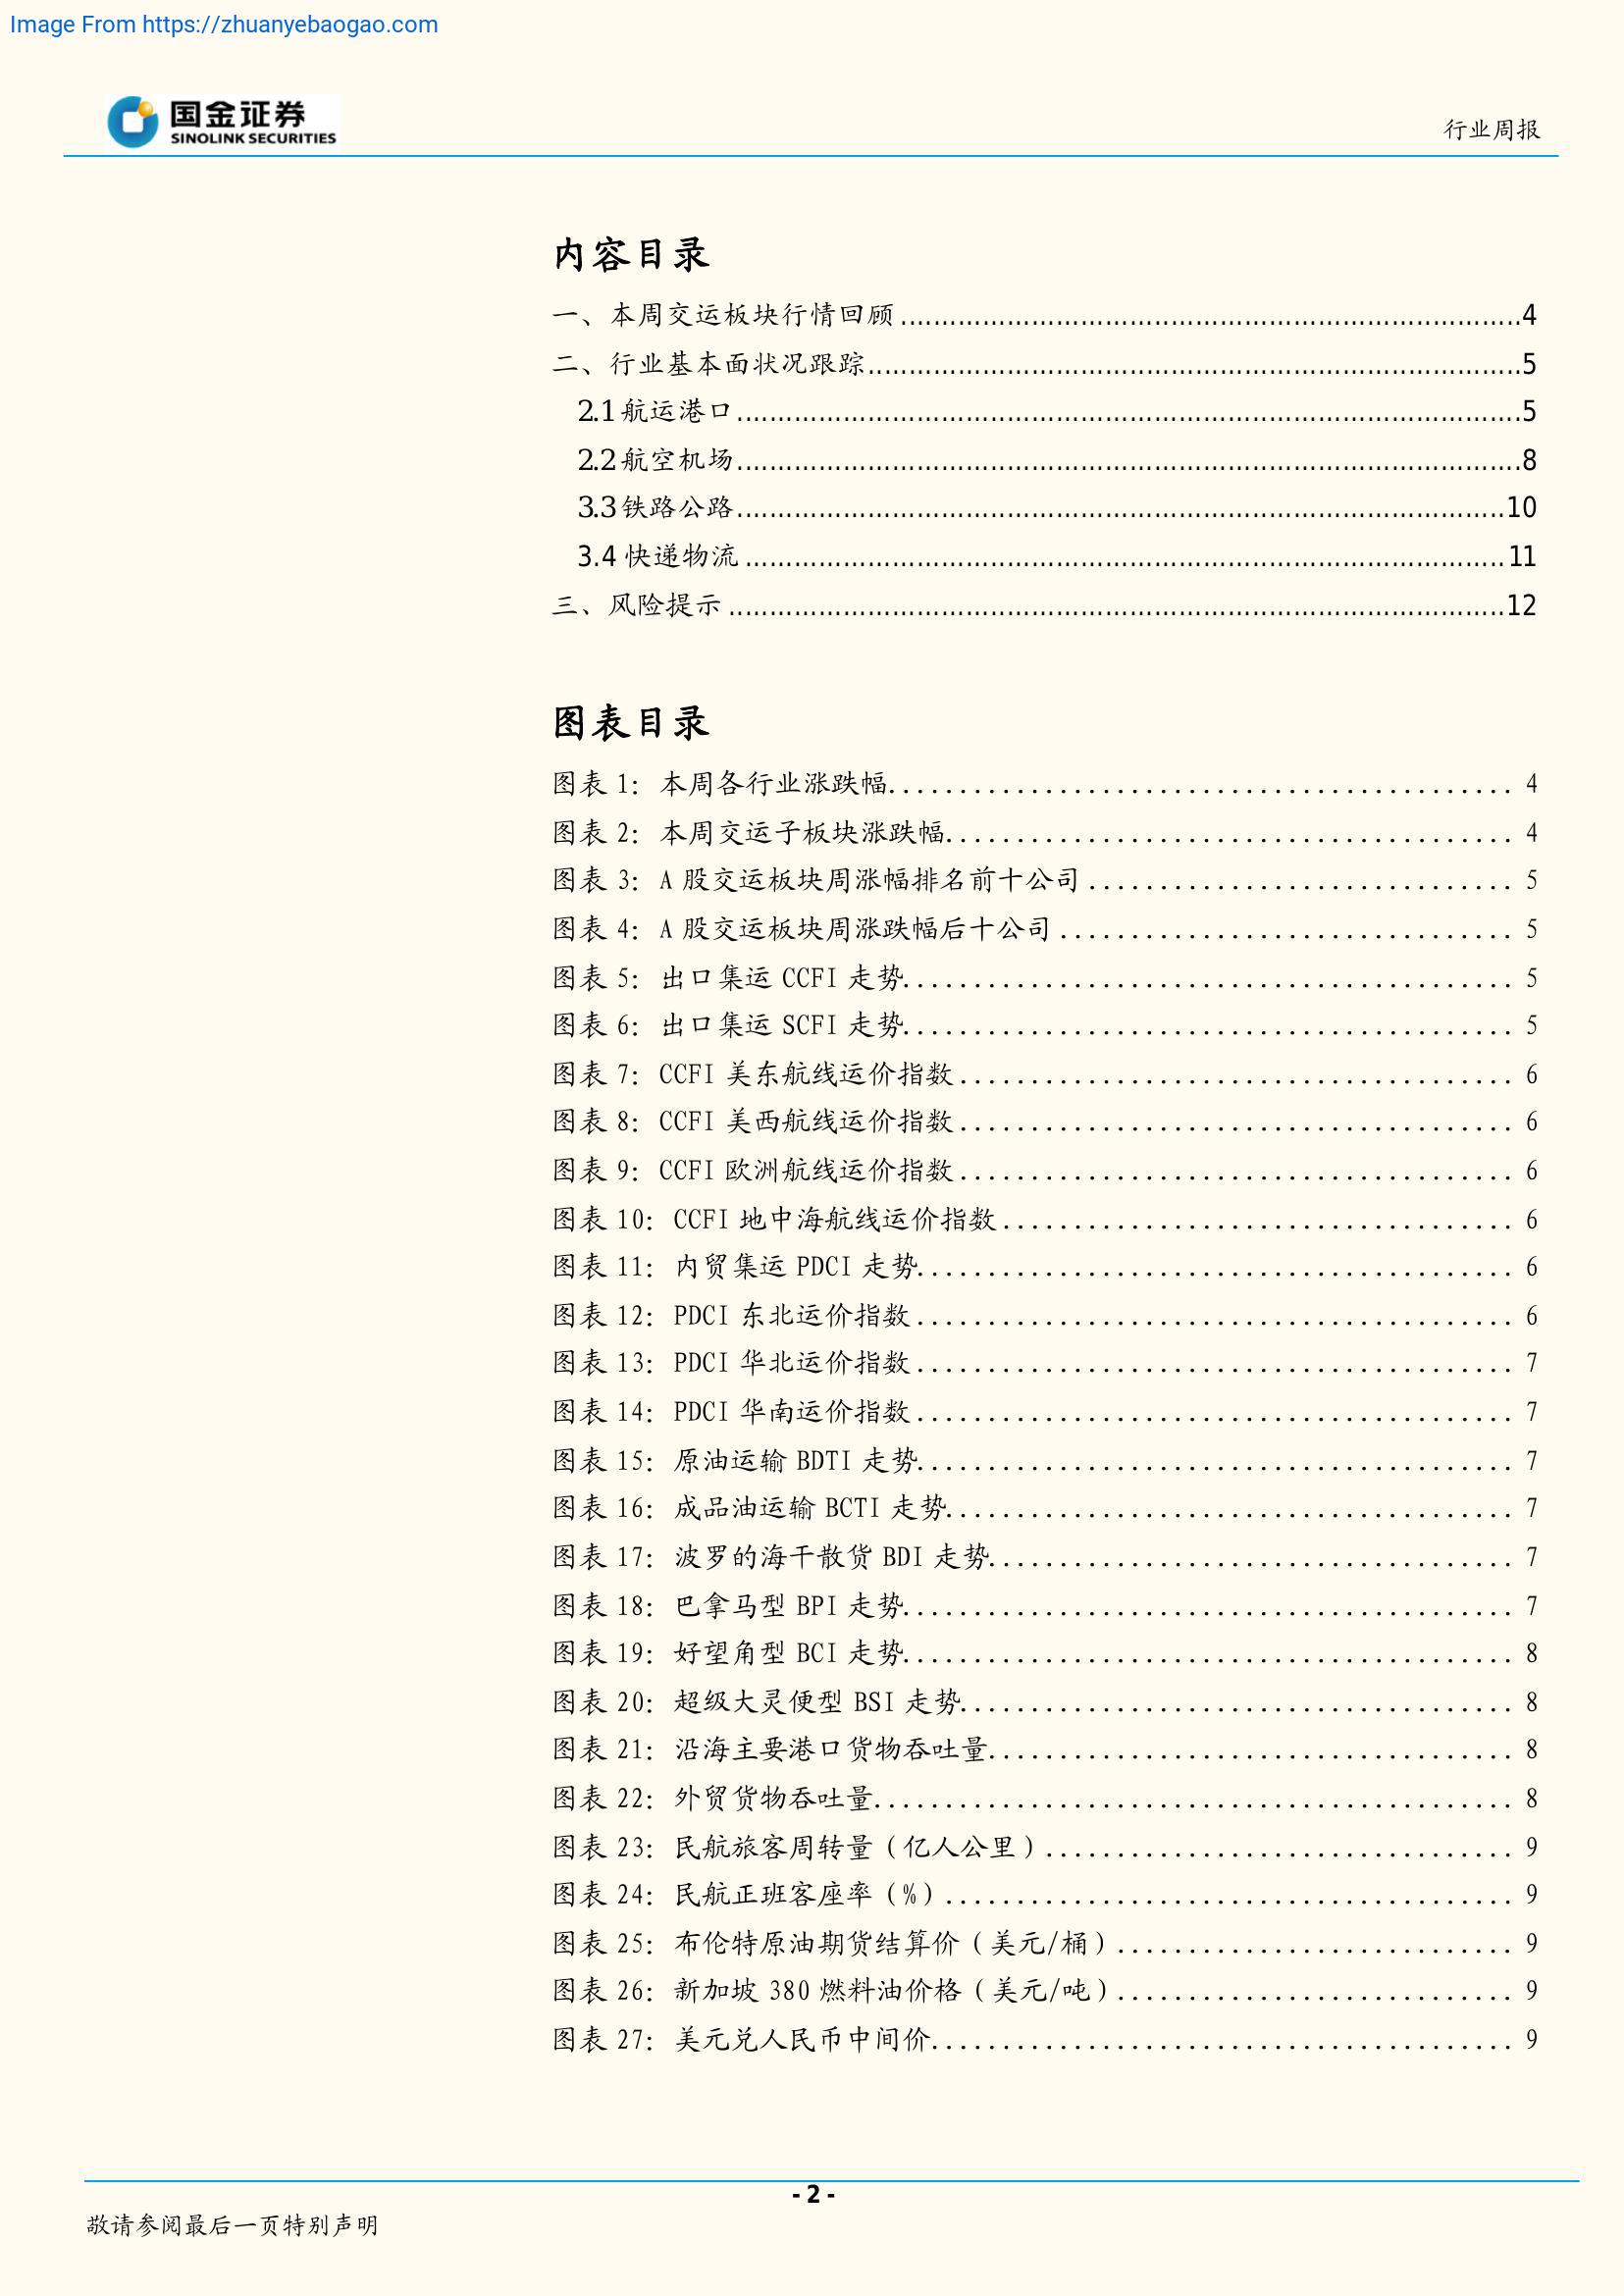 Image From https://zhuanyebaogao.com
国金证券
SINOLINK SECURITIES
行业周报
内容目录
一、本周交运板块行情回顾....................4
二、行业基本面状况跟踪....................5
2.1航运港口....................5
2.2航空机场....................8
3.3铁路公路....................10
3.4 快递物流....................11
三、风险提示....................12
图表目录
图表 1：本周各行业涨跌幅.................... 4
图表 2：本周交运子板块涨跌幅.................... 4
图表 3：A 股交运板块周涨幅排名前十公司.................... 5
图表 4：A 股交运板块周涨跌幅后十公司.................... 5
图表 5：出口集运 CCFI 走势.................... 5
图表 6：出口集运 SCFI 走势.................... 5
图表 7：CCFI 美东航线运价指数.................... 6
图表 8：CCFI 美西航线运价指数.................... 6
图表 9：CCFI 欧洲航线运价指数.................... 6
图表 10：CCFI 地中海航线运价指数.................... 6
图表 11：内贸集运 PDCI 走势.................... 6
图表 12：PDCI 东北运价指数.................... 6
图表 13：PDCI 华北运价指数.................... 7
图表 14：PDCI 华南运价指数.................... 7
图表 15：原油运输 BDTI 走势.................... 7
图表 16：成品油运输 BCTI 走势.................... 7
图表 17：波罗的海干散货 BDI 走势.................... 7
图表 18：巴拿马型 BPI 走势.................... 7
图表 19：好望角型 BCI 走势.................... 8
图表 20：超级大灵便型 BSI 走势.................... 8
图表 21：沿海主要港口货物吞吐量.................... 8
图表 22：外贸货物吞吐量.................... 8
图表 23：民航旅客周转量（亿人公里）.................... 9
图表 24：民航正班客座率（%）.................... 9
图表 25：布伦特原油期货结算价（美元/桶）.................... 9
图表 26：新加坡 380 燃料油价格（美元/吨）.................... 9
图表 27：美元兑人民币中间价.................... 9
- 2 -
敬请参阅最后一页特别声明